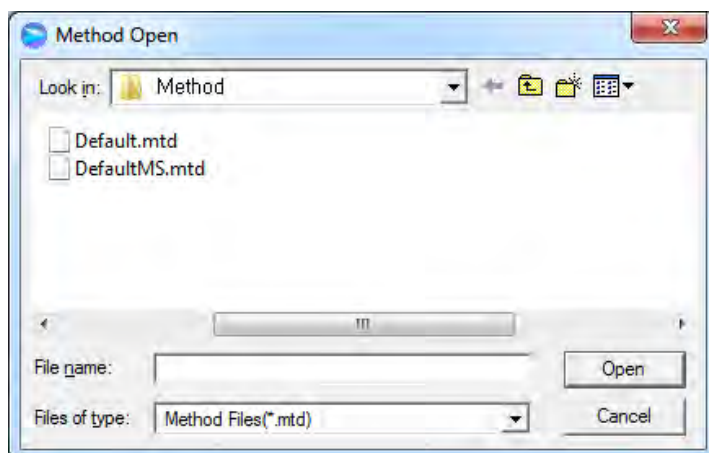 Method Open
Look in: Method
Default.mtd
DefaultMS.mtd
File name: Open
Files of type: Method Files(*.mtd) Cancel